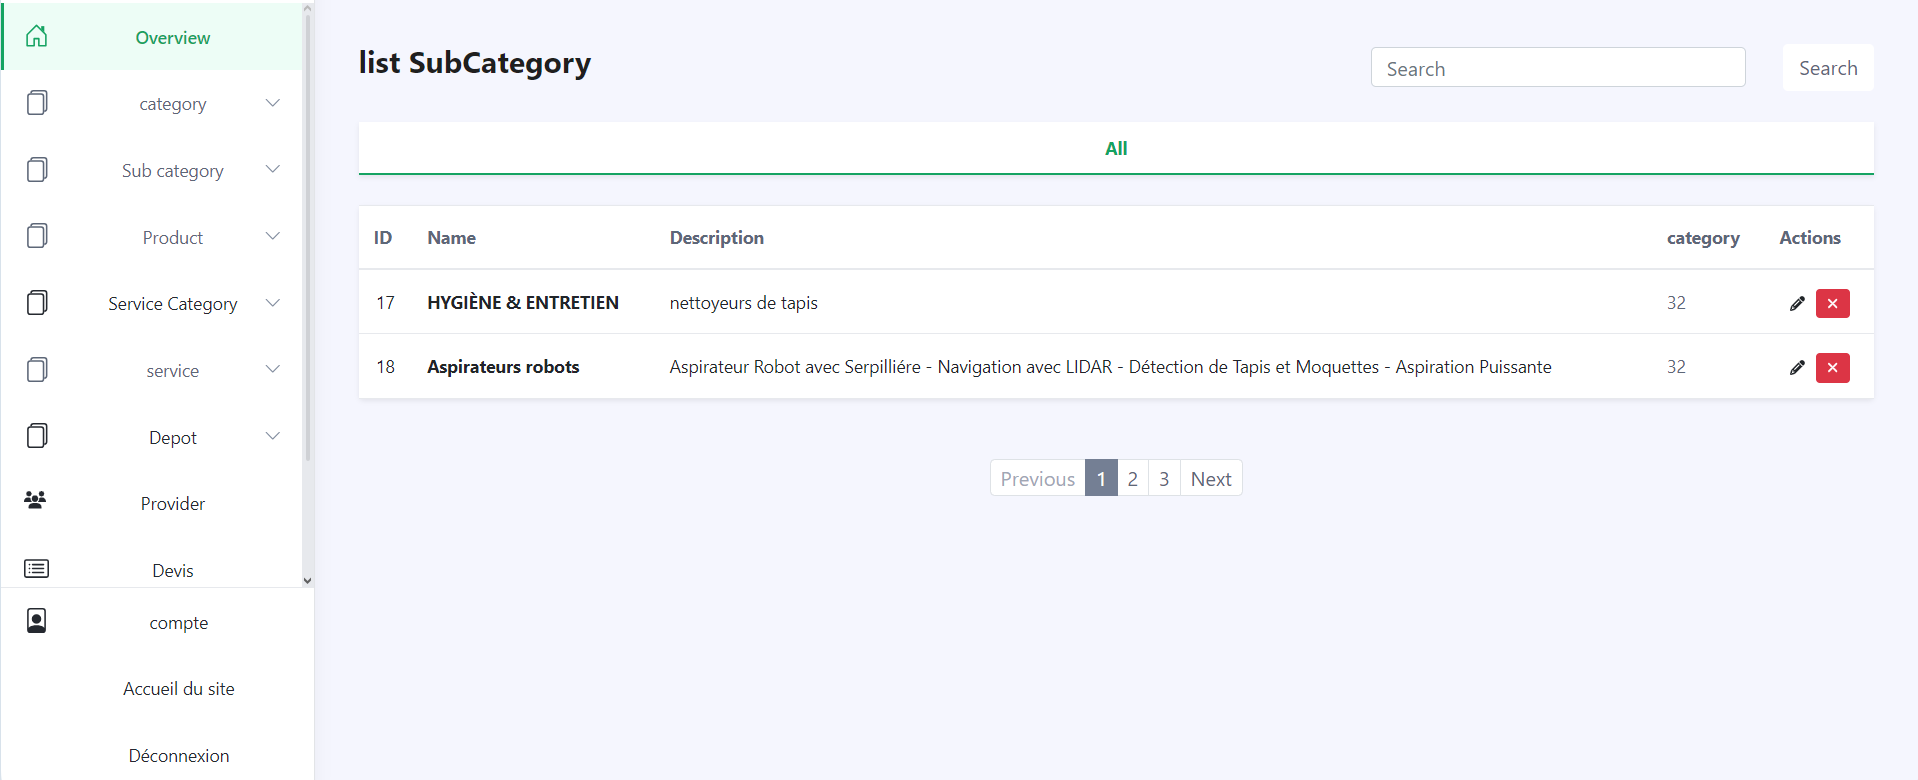 Overview
category
Sub category
Product
Service Category
service
Depot
Provider
Devis
compte
Accueil du site
Déconnexion
list SubCategory
Search Search
All
ID Name Description category Actions
17 HYGIÈNE & ENTRETIEN nettoyeurs de tapis 32
18 Aspirateurs robots Aspirateur Robot avec Serpilliére - Navigation avec LIDAR - Détection de Tapis et Moquettes - Aspiration Puissante 32
Previous 1 2 3 Next